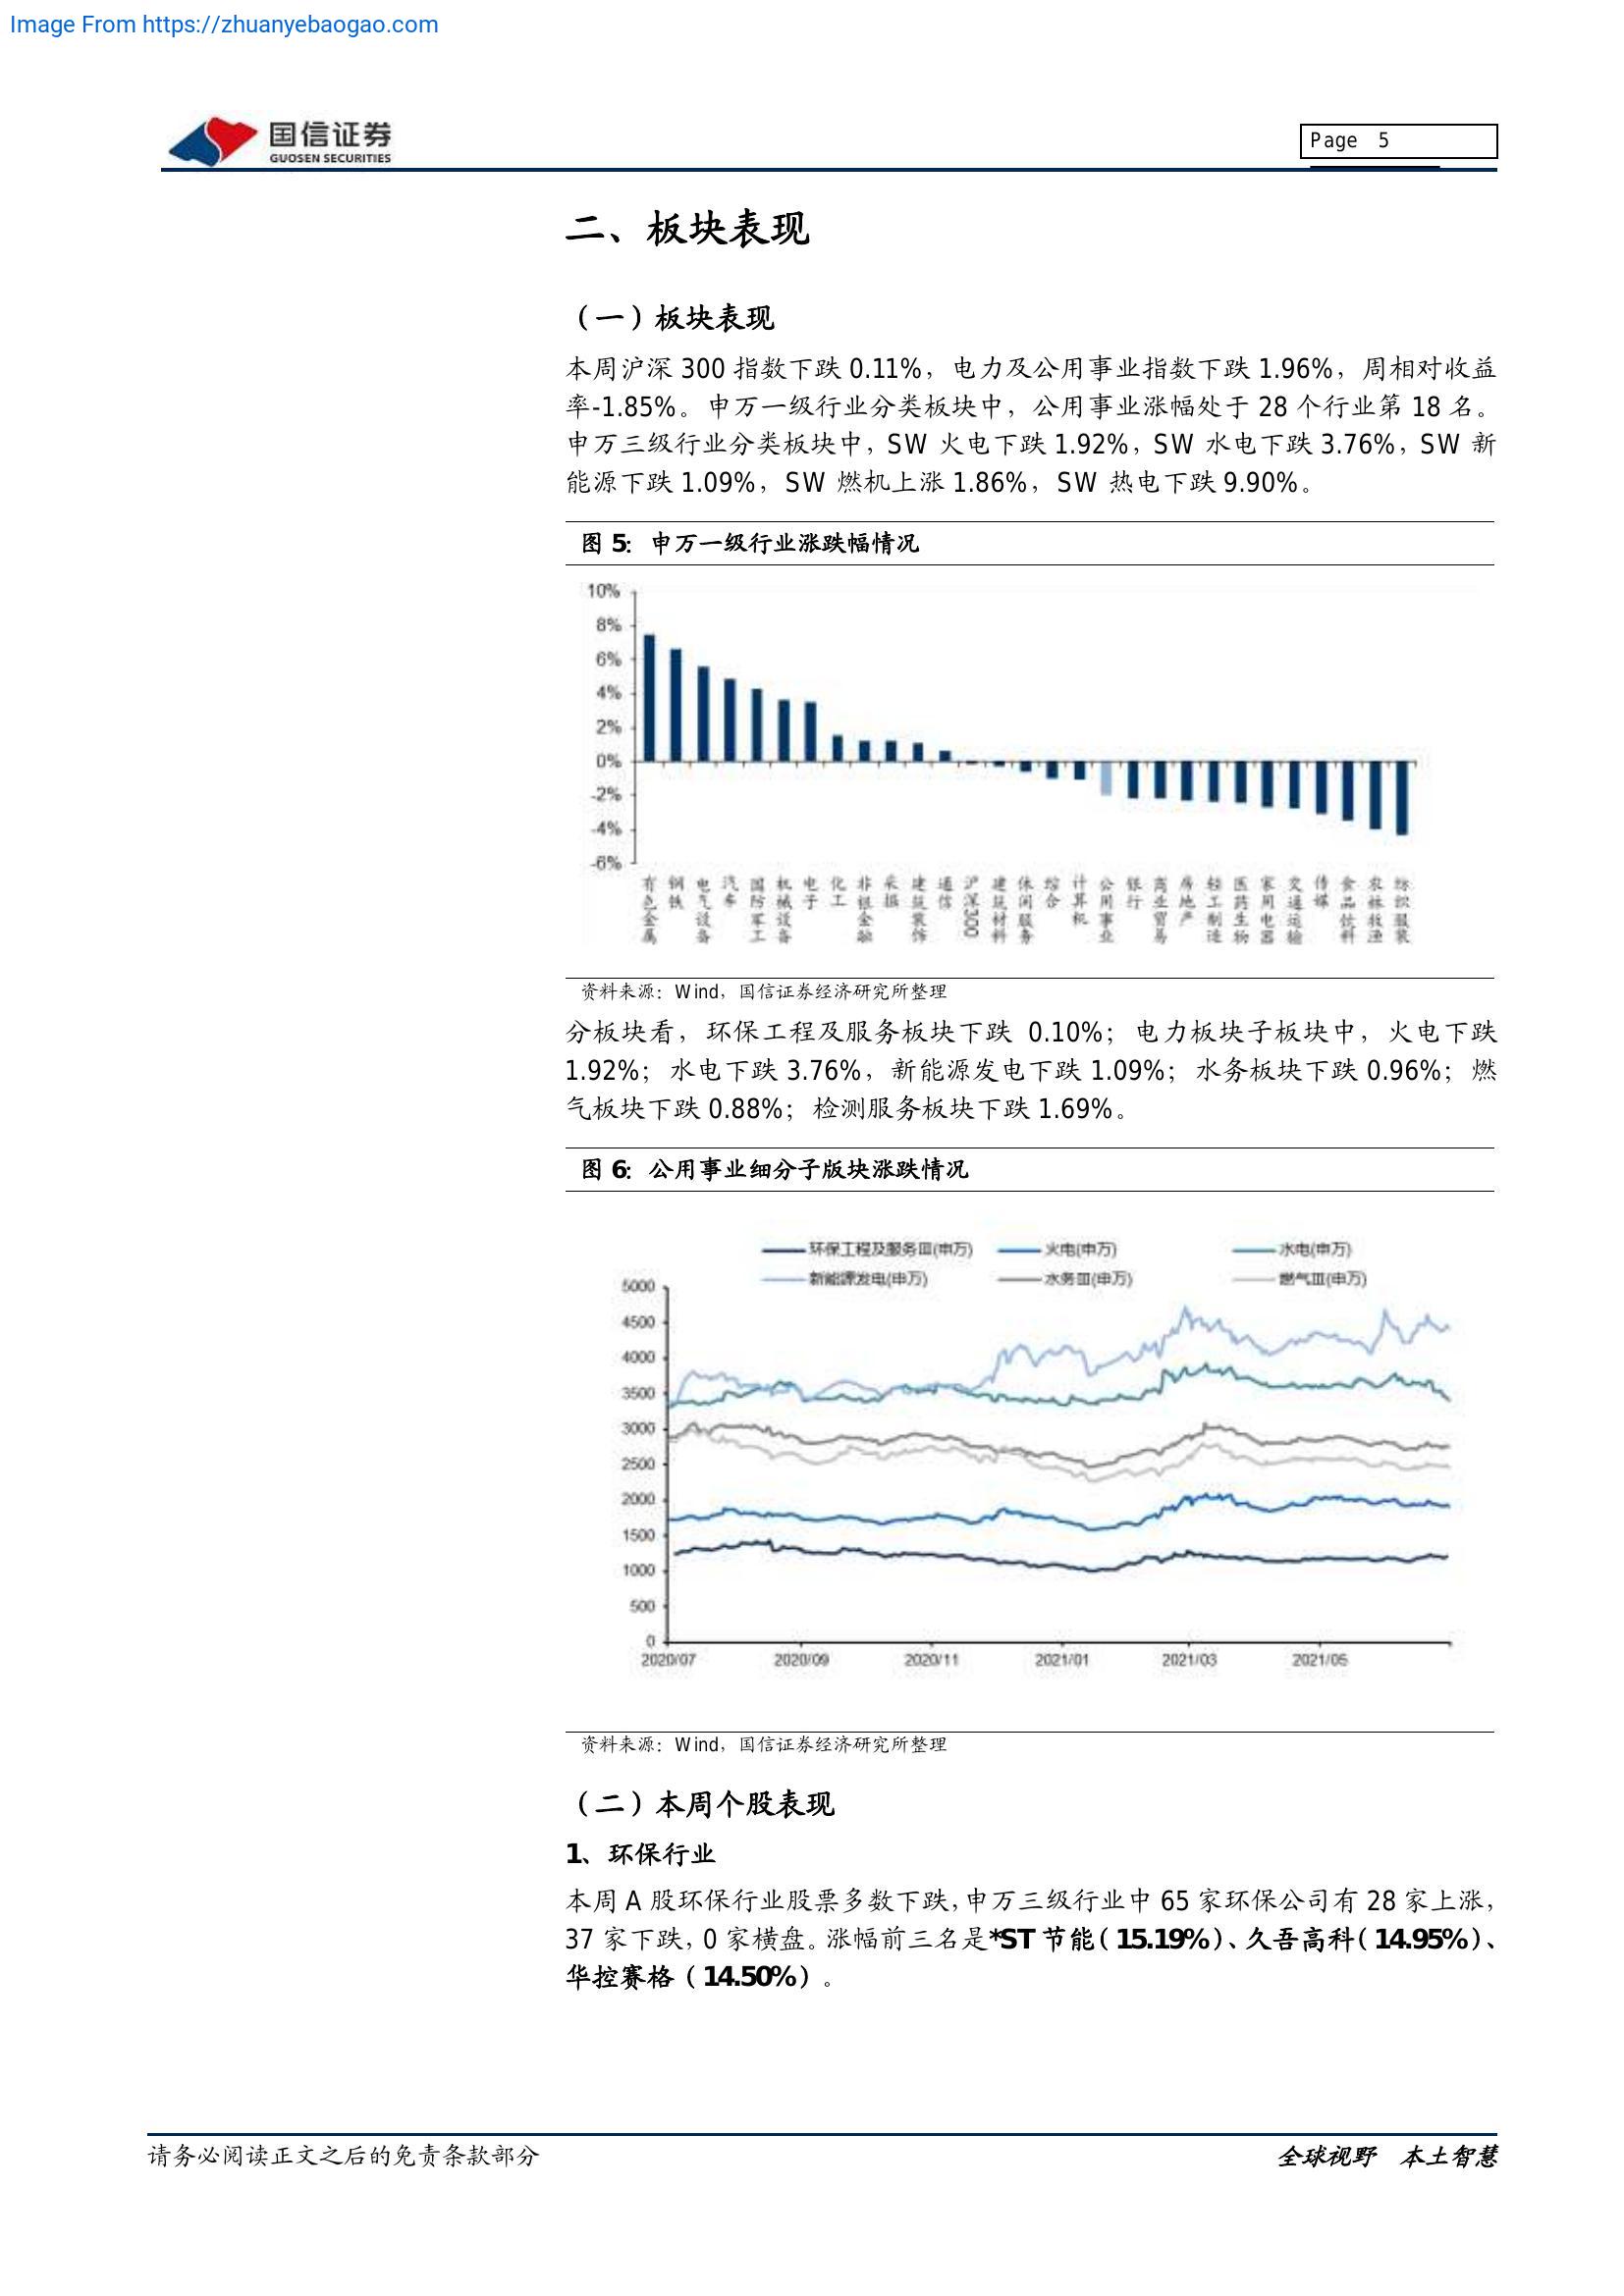 Image From https://zhuanyebaogao.com
国信证券
GUOSEN SECURITIES
Page 5
二、板块表现
（一）板块表现
本周沪深 300 指数下跌 0.11%，电力及公用事业指数下跌 1.96%，周相对收益
率-1.85%。申万一级行业分类板块中，公用事业涨幅处于 28 个行业第 18 名。
申万三级行业分类板块中，SW 火电下跌 1.92%，SW 水电下跌 3.76%，SW 新
能源下跌 1.09%，SW 燃机上涨 1.86%，SW 热电下跌 9.90%。
图 5：申万一级行业涨跌幅情况
10%
8%
6%
4%
2%
0%
-2%
-4%
-6%
有色金属
钢铁
电气设备
汽车
国防军工
机械设备
电子
化工
非银金融
采掘
建筑装饰
通信
沪深300
建筑材料
休闲服务
综合
计算机
公用事业
银行
商业贸易
房地产
轻工制造
医药生物
家用电器
交通运输
传媒
食品饮料
农林牧渔
纺织服装
资料来源：Wind，国信证券经济研究所整理
分板块看，环保工程及服务板块下跌 0.10%；电力板块子板块中，火电下跌
1.92%；水电下跌 3.76%，新能源发电下跌 1.09%；水务板块下跌 0.96%；燃
气板块下跌 0.88%；检测服务板块下跌 1.69%。
图 6：公用事业细分子版块涨跌情况
环保工程及服务Ⅲ(申万) 火电(申万) 水电(申万)
新能源发电(申万) 水务Ⅲ(申万) 燃气Ⅲ(申万)
5000
4500
4000
3500
3000
2500
2000
1500
1000
500
0
2020/07 2020/09 2020/11 2021/01 2021/03 2021/05
资料来源：Wind，国信证券经济研究所整理
（二）本周个股表现
1、环保行业
本周 A 股环保行业股票多数下跌，申万三级行业中 65 家环保公司有 28 家上涨，
37 家下跌，0 家横盘。涨幅前三名是*ST 节能（15.19%）、久吾高科（14.95%）、
华控赛格（14.50%）。
请务必阅读正文之后的免责条款部分
全球视野 本土智慧